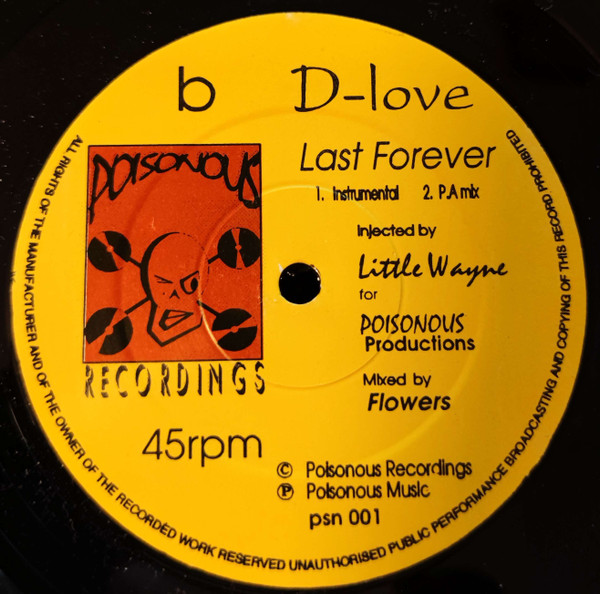 b D-love
POISONOUS
RECORDINGS
Last Forever
1. Instrumental 2. P.A mix
Injected by
Little Wayne
for
POISONOUS
Productions
Mixed by
Flowers
45rpm
© Poisonous Recordings
℗ Poisonous Music
psn 001
ALL RIGHTS OF THE MANUFACTURER AND OF THE OWNER OF THE RECORDED WORK RESERVED UNAUTHORISED PUBLIC PERFORMANCE BROADCASTING AND COPYING OF THIS RECORD PROHIBITED